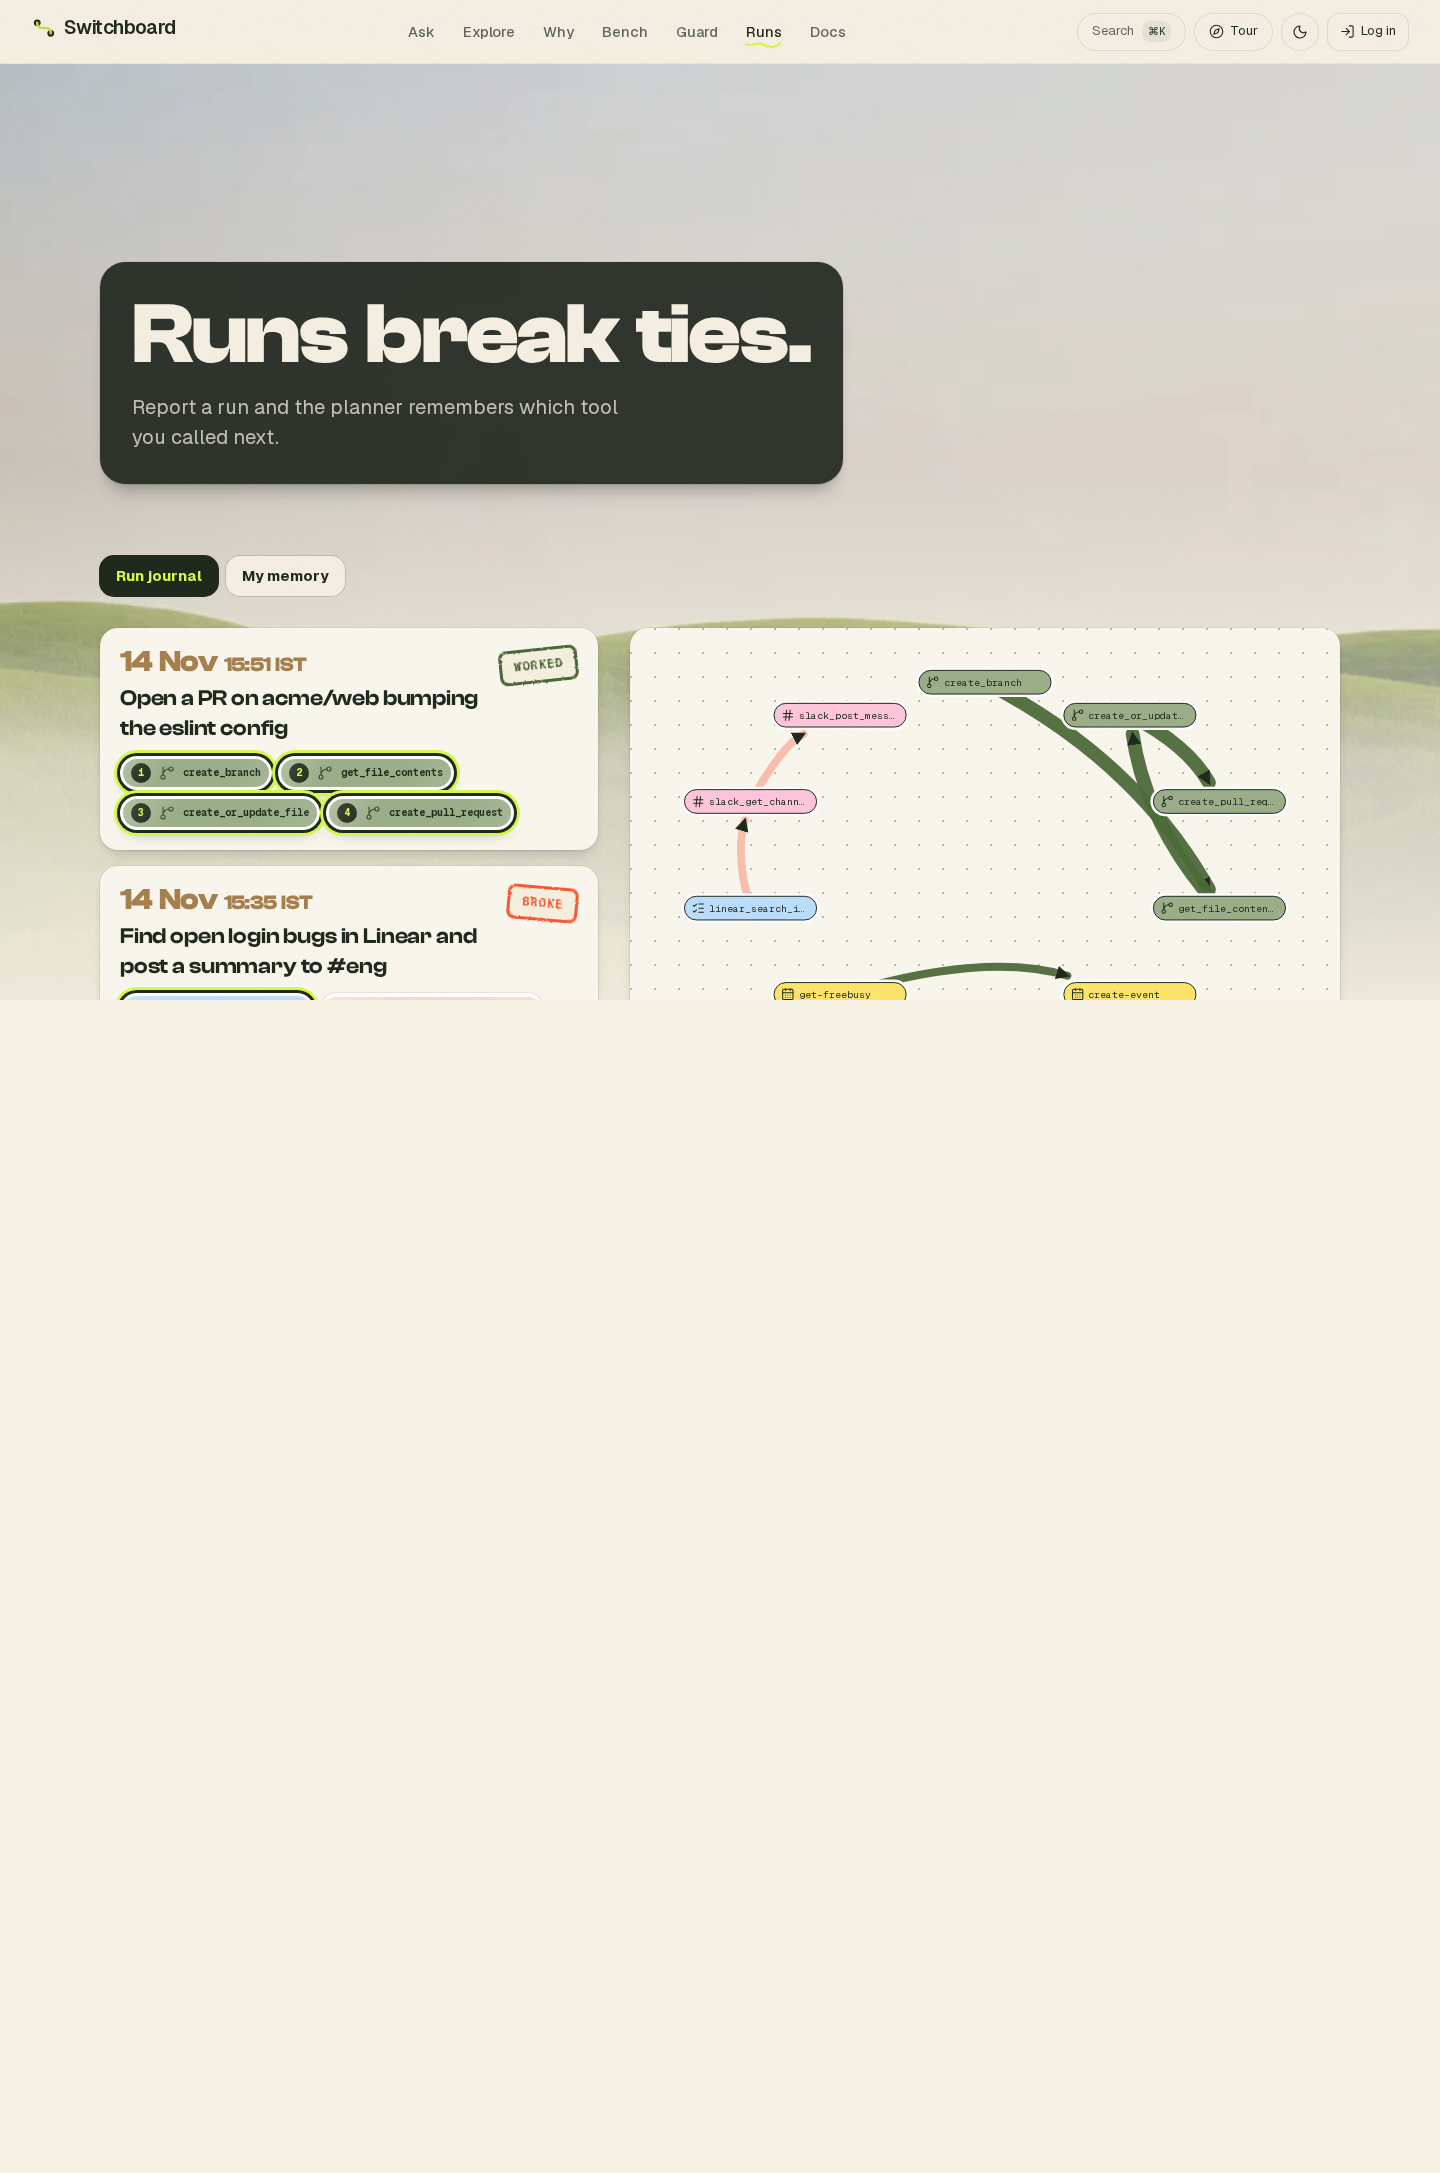 Switchboard
Ask
Explore
Why
Bench
Guard
Runs
Docs
Search ⌘K
Tour
Log in
Runs break ties.
Report a run and the planner remembers which tool
you called next.
Run journal
My memory
14 Nov 15:51 IST
WORKED
Open a PR on acme/web bumping
the eslint config
1 create_branch
2 get_file_contents
3 create_or_update_file
4 create_pull_request
14 Nov 15:35 IST
BROKE
Find open login bugs in Linear and
post a summary to #eng
create_branch
slack_post_mess…
create_or_updat…
slack_get_chann…
create_pull_req…
linear_search_i…
get_file_conten…
get-freebusy
create-event